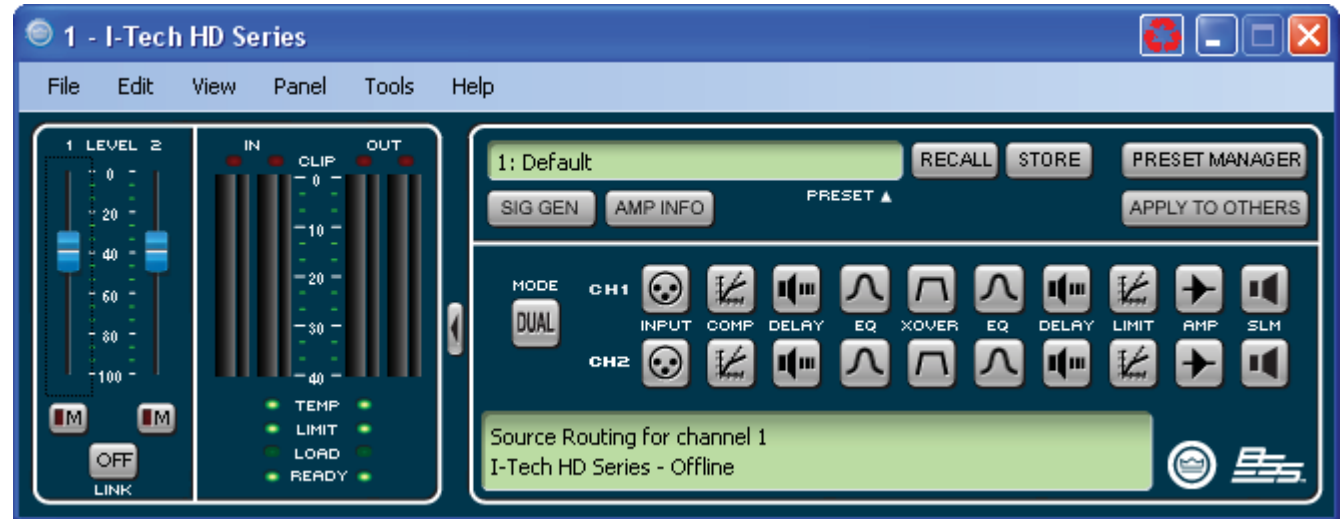 1 - I-Tech HD Series
File Edit View Panel Tools Help
1 LEVEL 2
0
20
40
60
80
100
M M
OFF
LINK
IN OUT
CLIP
0
10
20
30
40
TEMP
LIMIT
LOAD
READY
1: Default
RECALL STORE PRESET MANAGER
PRESET ▲
SIG GEN AMP INFO APPLY TO OTHERS
MODE
DUAL
CH1
INPUT COMP DELAY EQ XOVER EQ DELAY LIMIT AMP SLM
CH2
Source Routing for channel 1
I-Tech HD Series - Offline
BSS